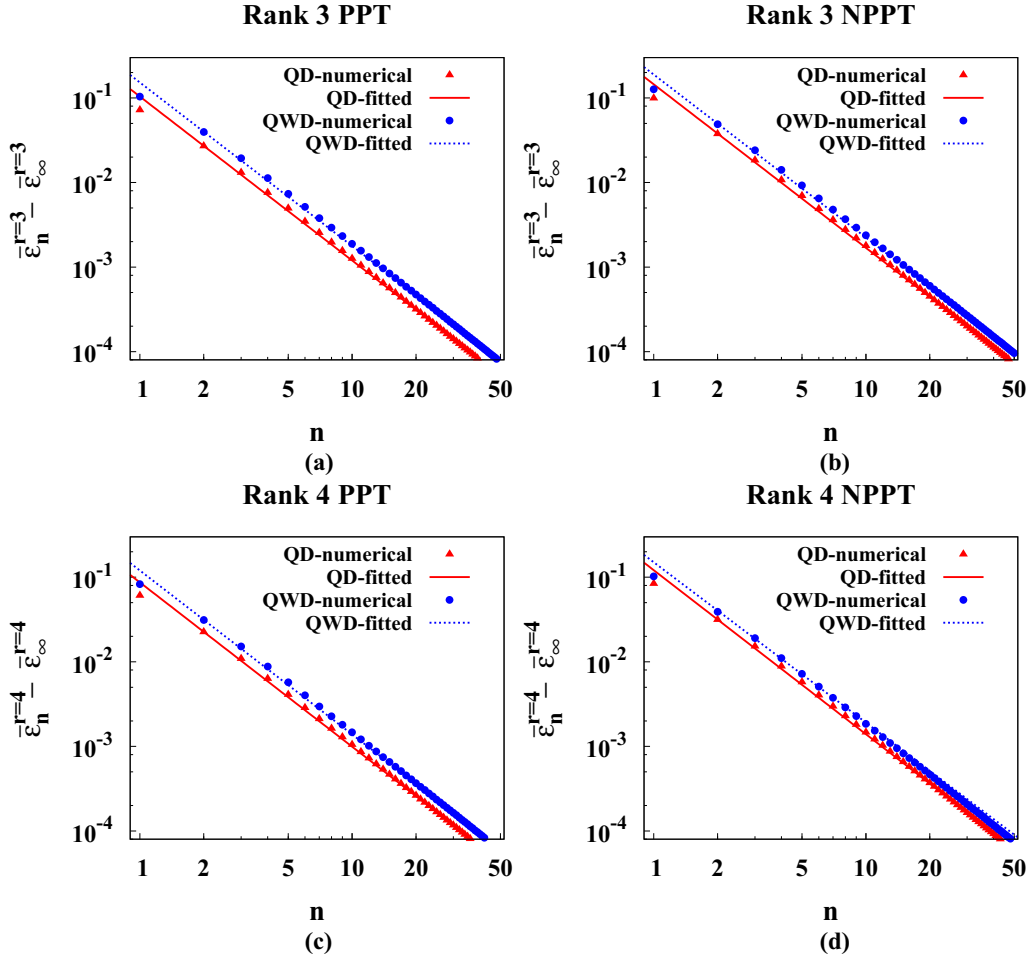 Rank 3 PPT
QD-numerical
QD-fitted
QWD-numerical
QWD-fitted
10^-1
10^-2
10^-3
10^-4
ε̄_n^{r=3} − ε̄_∞^{r=3}
1 2 5 10 20 50
n
(a)
Rank 3 NPPT
QD-numerical
QD-fitted
QWD-numerical
QWD-fitted
10^-1
10^-2
10^-3
10^-4
ε̄_n^{r=3} − ε̄_∞^{r=3}
1 2 5 10 20 50
n
(b)
Rank 4 PPT
QD-numerical
QD-fitted
QWD-numerical
QWD-fitted
10^-1
10^-2
10^-3
10^-4
ε̄_n^{r=4} − ε̄_∞^{r=4}
1 2 5 10 20 50
n
(c)
Rank 4 NPPT
QD-numerical
QD-fitted
QWD-numerical
QWD-fitted
10^-1
10^-2
10^-3
10^-4
ε̄_n^{r=4} − ε̄_∞^{r=4}
1 2 5 10 20 50
n
(d)